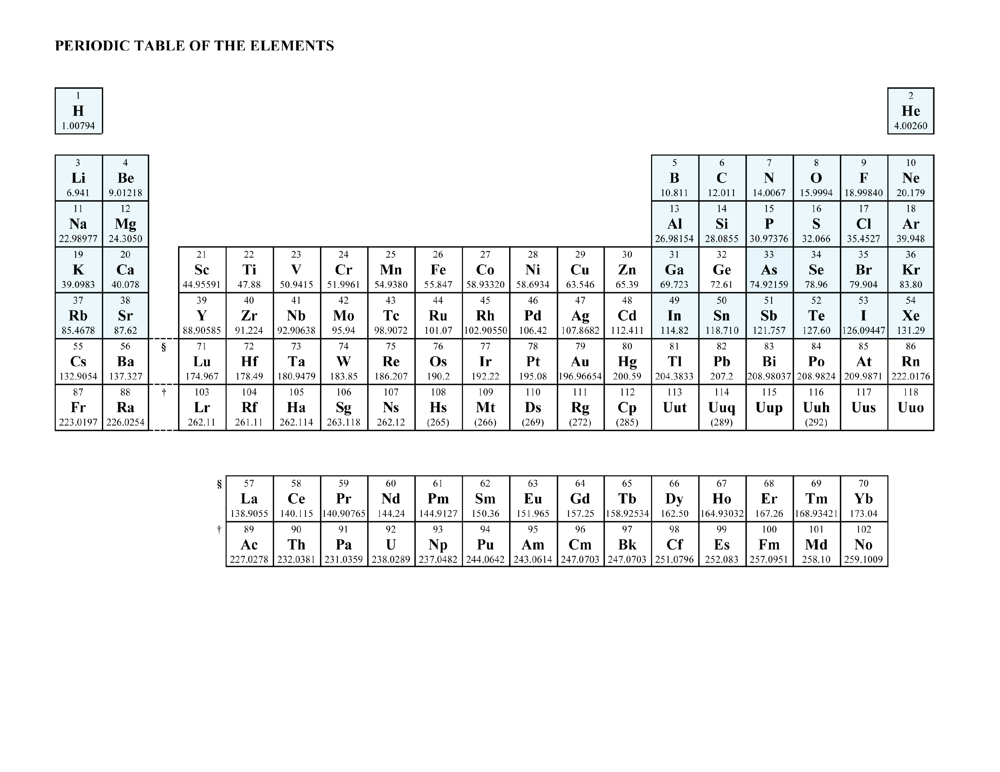 PERIODIC TABLE OF THE ELEMENTS
1 2
H He
1.00794 4.00260
3 4 5 6 7 8 9 10
Li Be B C N O F Ne
6.941 9.01218 10.811 12.011 14.0067 15.9994 18.99840 20.179
11 12 13 14 15 16 17 18
Na Mg Al Si P S Cl Ar
22.98977 24.3050 26.98154 28.0855 30.97376 32.066 35.4527 39.948
19 20 21 22 23 24 25 26 27 28 29 30 31 32 33 34 35 36
K Ca Sc Ti V Cr Mn Fe Co Ni Cu Zn Ga Ge As Se Br Kr
39.0983 40.078 44.95591 47.88 50.9415 51.9961 54.9380 55.847 58.93320 58.6934 63.546 65.39 69.723 72.61 74.92159 78.96 79.904 83.80
37 38 39 40 41 42 43 44 45 46 47 48 49 50 51 52 53 54
Rb Sr Y Zr Nb Mo Tc Ru Rh Pd Ag Cd In Sn Sb Te I Xe
85.4678 87.62 88.90585 91.224 92.90638 95.94 98.9072 101.07 102.90550 106.42 107.8682 112.411 114.82 118.710 121.757 127.60 126.09447 131.29
55 56 § 71 72 73 74 75 76 77 78 79 80 81 82 83 84 85 86
Cs Ba Lu Hf Ta W Re Os Ir Pt Au Hg Tl Pb Bi Po At Rn
132.9054 137.327 174.967 178.49 180.9479 183.85 186.207 190.2 192.22 195.08 196.96654 200.59 204.3833 207.2 208.98037 208.9824 209.9871 222.0176
87 88 † 103 104 105 106 107 108 109 110 111 112 113 114 115 116 117 118
Fr Ra Lr Rf Ha Sg Ns Hs Mt Ds Rg Cp Uut Uuq Uup Uuh Uus Uuo
223.0197 226.0254 262.11 261.11 262.114 263.118 262.12 (265) (266) (269) (272) (285) (289) (292)
§ 57 58 59 60 61 62 63 64 65 66 67 68 69 70
La Ce Pr Nd Pm Sm Eu Gd Tb Dy Ho Er Tm Yb
138.9055 140.115 140.90765 144.24 144.9127 150.36 151.965 157.25 158.92534 162.50 164.93032 167.26 168.93421 173.04
† 89 90 91 92 93 94 95 96 97 98 99 100 101 102
Ac Th Pa U Np Pu Am Cm Bk Cf Es Fm Md No
227.0278 232.0381 231.0359 238.0289 237.0482 244.0642 243.0614 247.0703 247.0703 251.0796 252.083 257.0951 258.10 259.1009